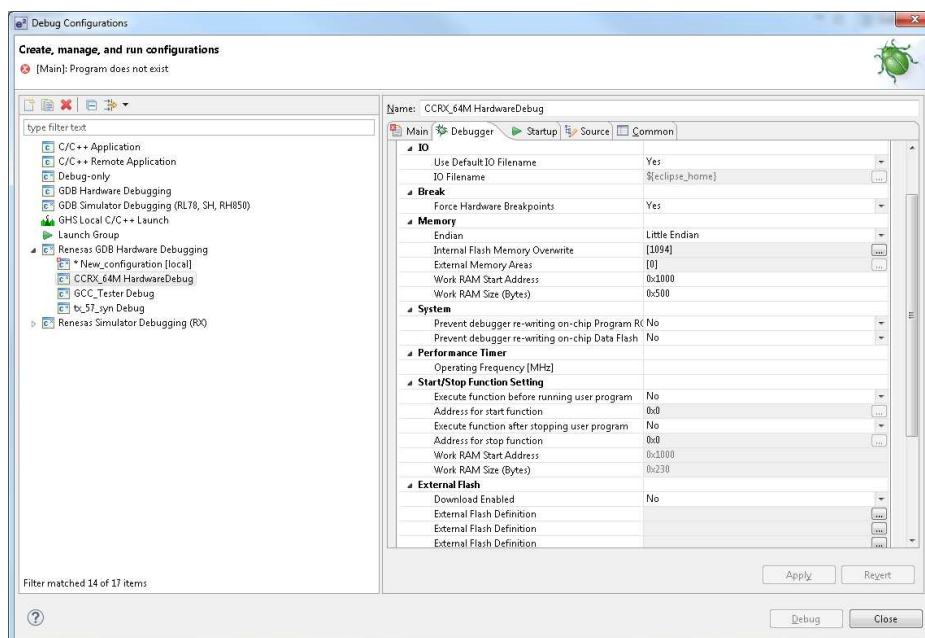 Debug Configurations
Create, manage, and run configurations
[Main]: Program does not exist
type filter text
C/C++ Application
C/C++ Remote Application
Debug-only
GDB Hardware Debugging
GDB Simulator Debugging (RL78, SH, RH850)
GHS Local C/C++ Launch
Launch Group
Renesas GDB Hardware Debugging
* New_configuration [local]
CCRX_64M HardwareDebug
GCC_Tester Debug
tx_57_syn Debug
Renesas Simulator Debugging (RX)
Filter matched 14 of 17 items
Name: CCRX_64M HardwareDebug
Main Debugger Startup Source Common
IO
Use Default IO Filename Yes
IO Filename ${eclipse_home}
Break
Force Hardware Breakpoints Yes
Memory
Endian Little Endian
Internal Flash Memory Overwrite [1094] ...
External Memory Areas [0] ...
Work RAM Start Address 0x1000
Work RAM Size (Bytes) 0x500
System
Prevent debugger re-writing on-chip Program R( No
Prevent debugger re-writing on-chip Data Flash No
Performance Timer
Operating Frequency [MHz]
Start/Stop Function Setting
Execute function before running user program No
Address for start function 0x0 ...
Execute function after stopping user program No
Address for stop function 0x0 ...
Work RAM Start Address 0x1000
Work RAM Size (Bytes) 0x230
External Flash
Download Enabled No
External Flash Definition ...
External Flash Definition ...
External Flash Definition ...
Apply Revert
Debug Close